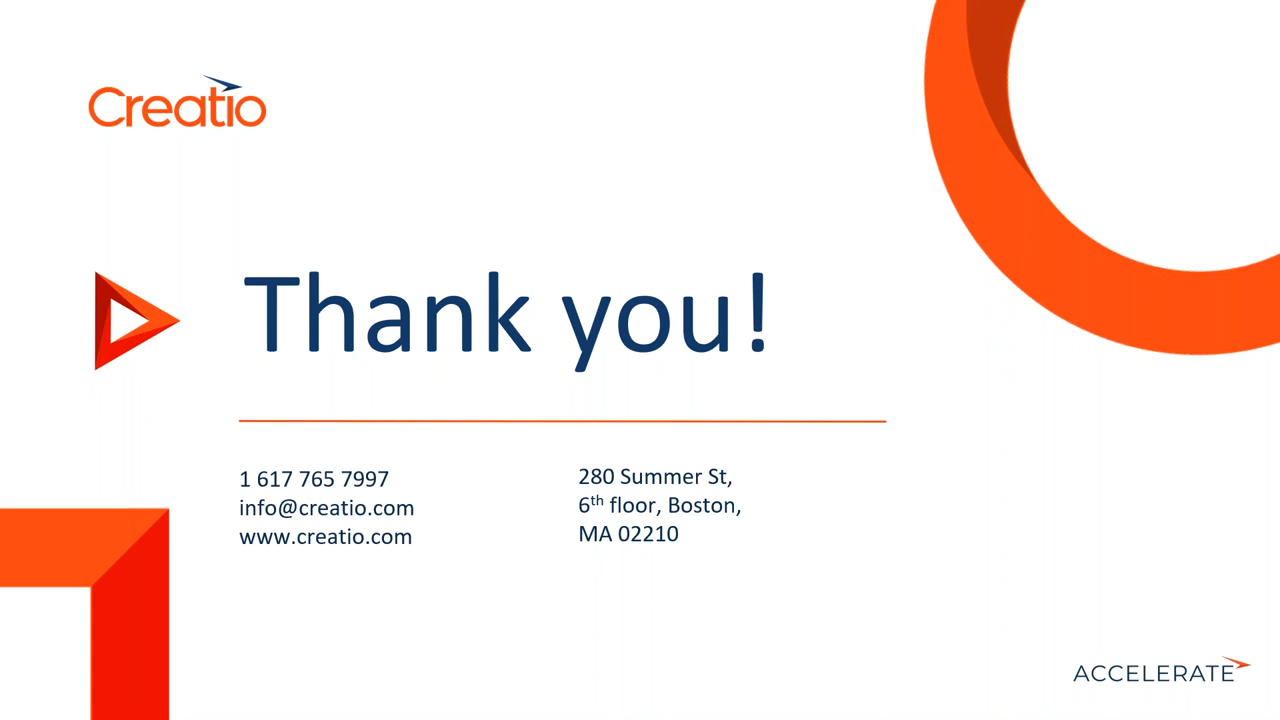 Creatio
Thank you!
1 617 765 7997
info@creatio.com
www.creatio.com
280 Summer St,
6th floor, Boston,
MA 02210
ACCELERATE